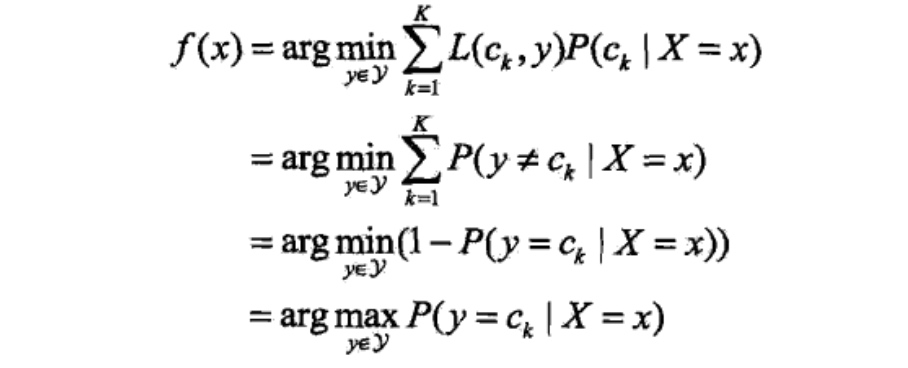 f(x) = arg min_{y∈𝒴} ∑_{k=1}^{K} L(c_k, y)P(c_k | X = x)
= arg min_{y∈𝒴} ∑_{k=1}^{K} P(y ≠ c_k | X = x)
= arg min_{y∈𝒴} (1 − P(y = c_k | X = x))
= arg max_{y∈𝒴} P(y = c_k | X = x)